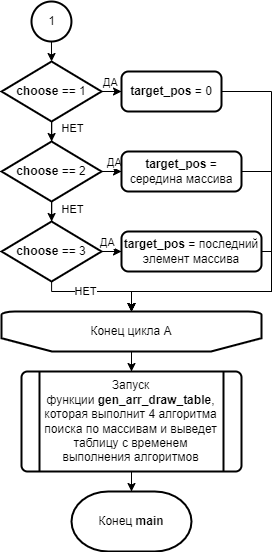 1
choose == 1
ДА
target_pos = 0
НЕТ
choose == 2
ДА
target_pos =
середина массива
НЕТ
choose == 3
ДА
target_pos = последний
элемент массива
НЕТ
Конец цикла А
Запуск
функции gen_arr_draw_table,
которая выполнит 4 алгоритма
поиска по массивам и выведет
таблицу с временем
выполнения алгоритмов
Конец main